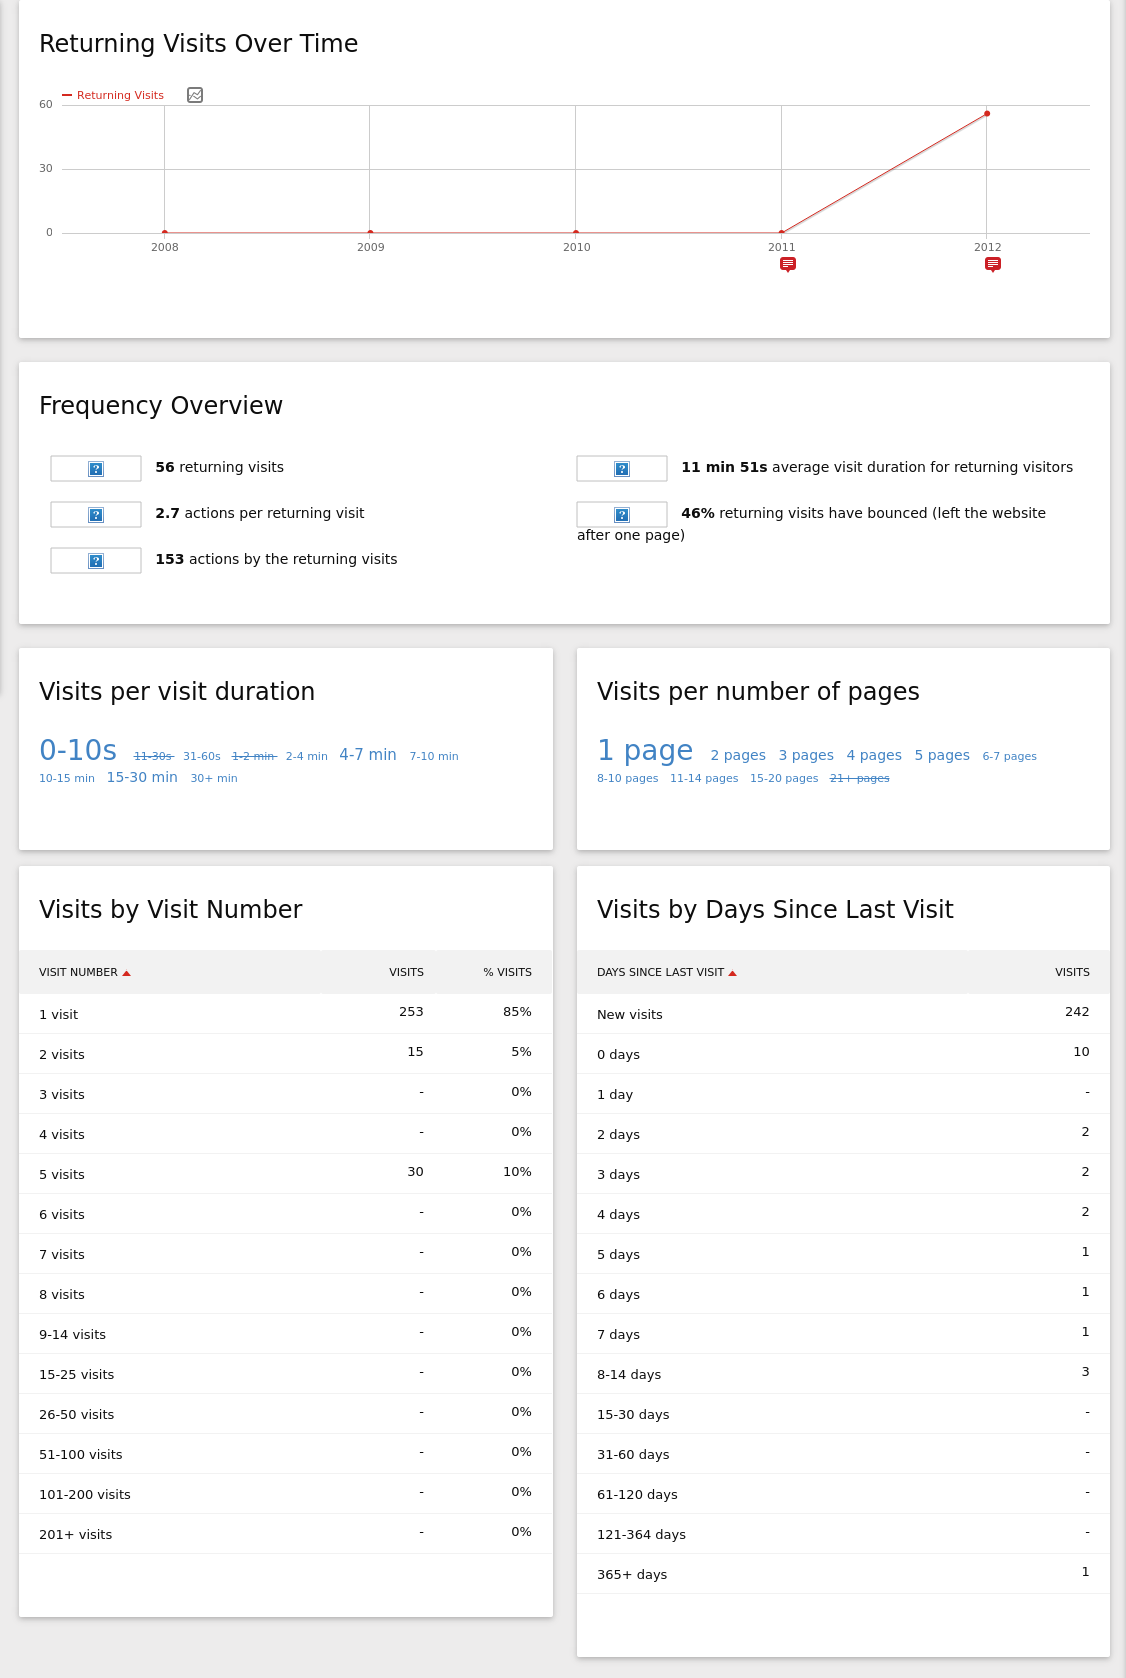 Returning Visits Over Time
Returning Visits
60
30
0
2008 2009 2010 2011 2012
Frequency Overview
56 returning visits
2.7 actions per returning visit
153 actions by the returning visits
11 min 51s average visit duration for returning visitors
46% returning visits have bounced (left the website
after one page)
Visits per visit duration
0-10s 11-30s 31-60s 1-2 min 2-4 min 4-7 min 7-10 min
10-15 min 15-30 min 30+ min
Visits per number of pages
1 page 2 pages 3 pages 4 pages 5 pages 6-7 pages
8-10 pages 11-14 pages 15-20 pages 21+ pages
Visits by Visit Number
VISIT NUMBER VISITS % VISITS
1 visit 253 85%
2 visits 15 5%
3 visits - 0%
4 visits - 0%
5 visits 30 10%
6 visits - 0%
7 visits - 0%
8 visits - 0%
9-14 visits - 0%
15-25 visits - 0%
26-50 visits - 0%
51-100 visits - 0%
101-200 visits - 0%
201+ visits - 0%
Visits by Days Since Last Visit
DAYS SINCE LAST VISIT VISITS
New visits 242
0 days 10
1 day -
2 days 2
3 days 2
4 days 2
5 days 1
6 days 1
7 days 1
8-14 days 3
15-30 days -
31-60 days -
61-120 days -
121-364 days -
365+ days 1